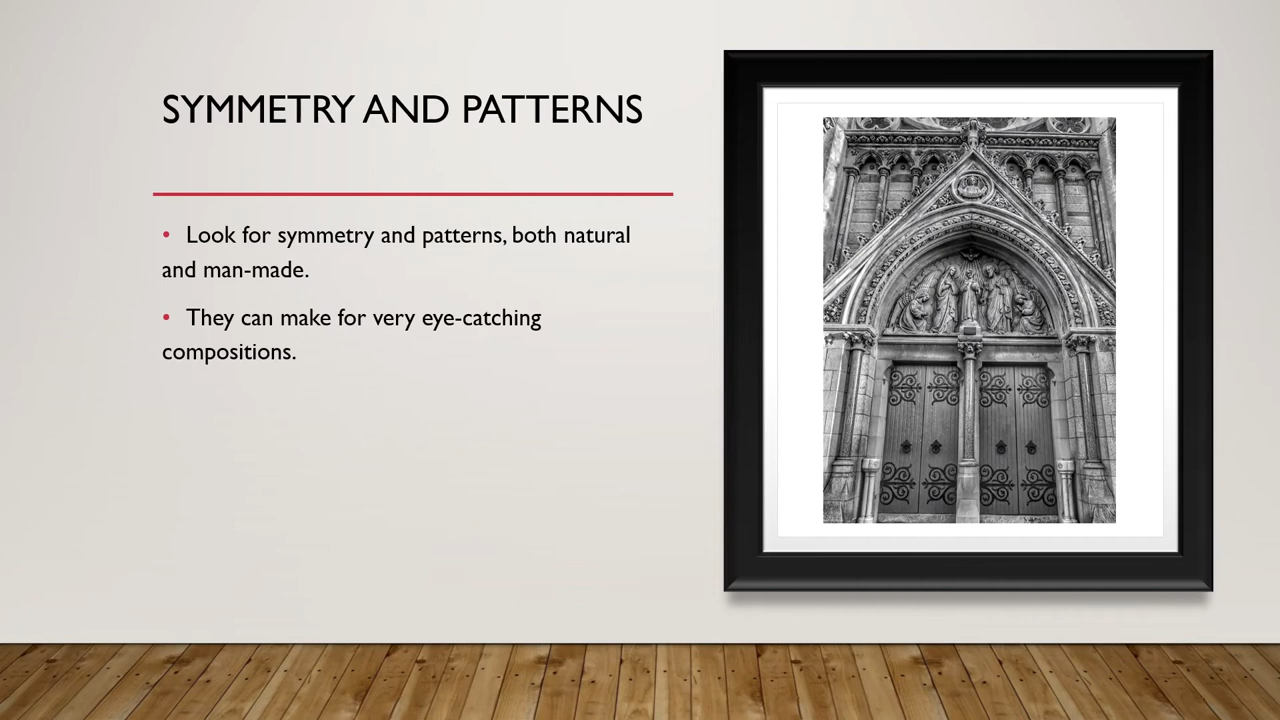 SYMMETRY AND PATTERNS
• Look for symmetry and patterns, both natural
and man-made.
• They can make for very eye-catching
compositions.